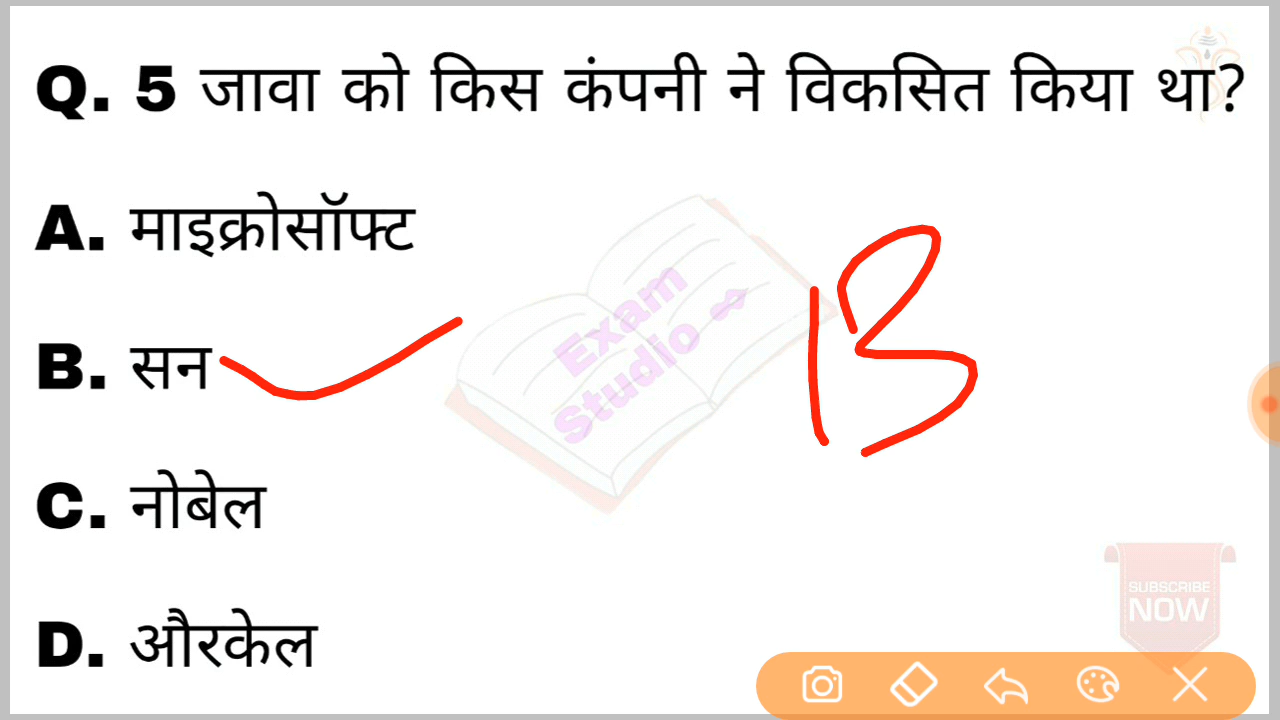 Q. 5 जावा को किस कंपनी ने विकसित किया था?
A. माइक्रोसॉफ्ट
B. सन
B
Exam
Studio
C. नोबेल
SUBSCRIBE
NOW
D. औरकेल